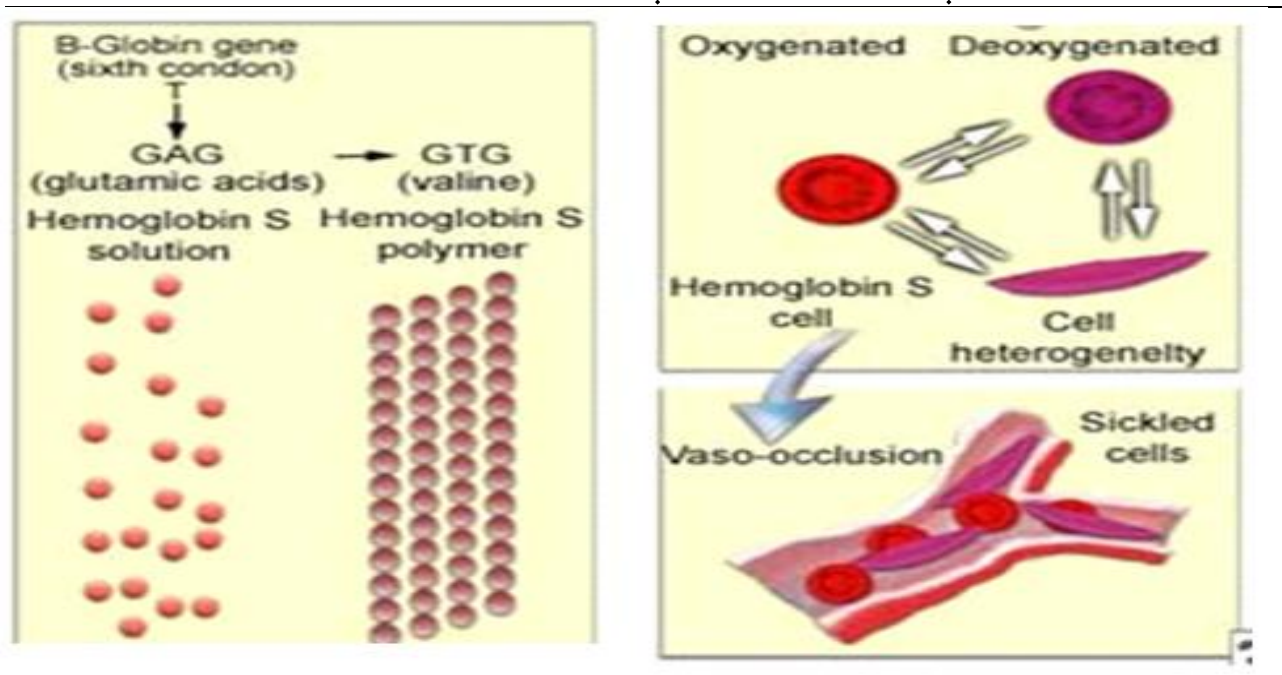 B-Globin gene
(sixth condon)
T
GAG
GTG
(glutamic acids)
(valine)
Hemoglobin S
solution
Hemoglobin S
polymer
Oxygenated
Deoxygenated
Hemoglobin S
cell
Cell
heterogenelty
Vaso-occlusion
Sickled
cells